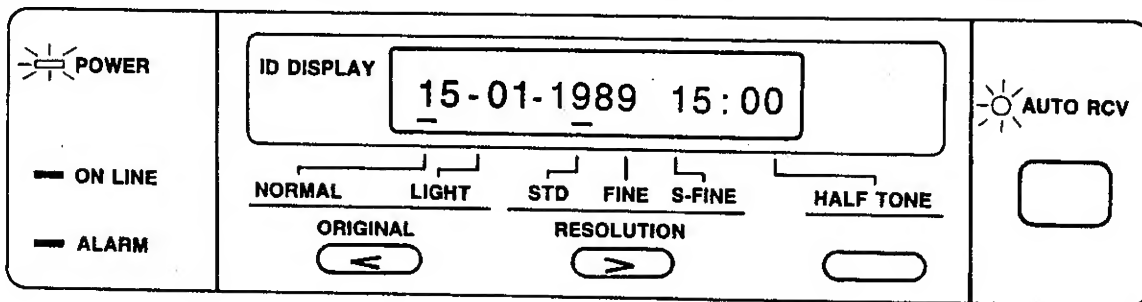 POWER
ID DISPLAY
15-01-1989 15:00
AUTO RCV
ON LINE
NORMAL LIGHT STD FINE S-FINE HALF TONE
ALARM
ORIGINAL RESOLUTION
< >